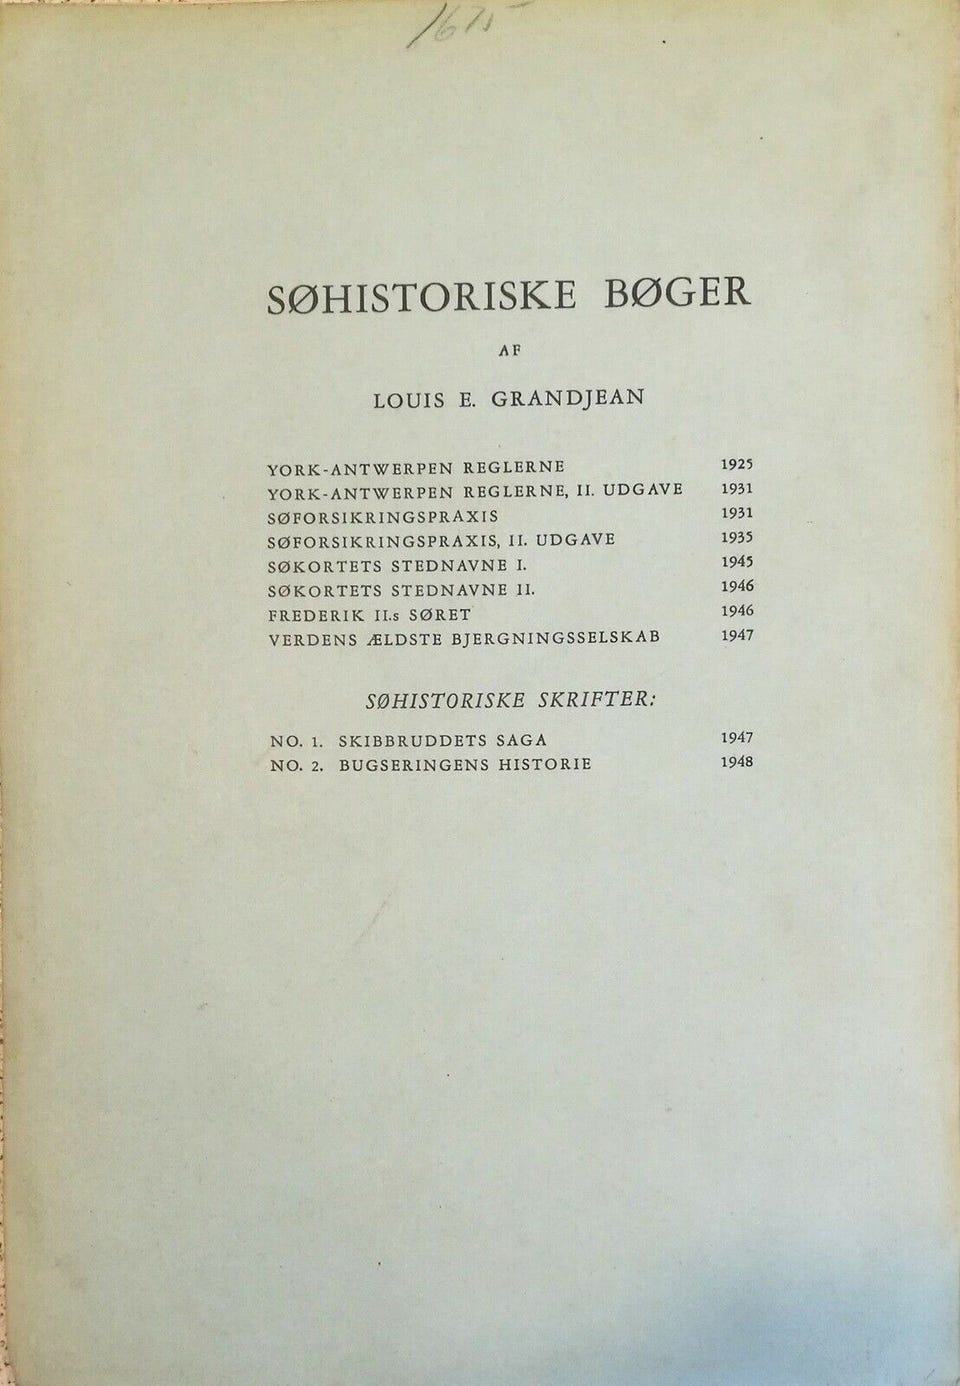 1675
SØHISTORISKE BØGER
AF
LOUIS E. GRANDJEAN
YORK-ANTWERPEN REGLERNE 1925
YORK-ANTWERPEN REGLERNE, II. UDGAVE 1931
SØFORSIKRINGSPRAXIS 1931
SØFORSIKRINGSPRAXIS, II. UDGAVE 1935
SØKORTETS STEDNAVNE I. 1945
SØKORTETS STEDNAVNE II. 1946
FREDERIK II.s SØRET 1946
VERDENS ÆLDSTE BJERGNINGSSELSKAB 1947
SØHISTORISKE SKRIFTER:
NO. 1. SKIBBRUDDETS SAGA 1947
NO. 2. BUGSERINGENS HISTORIE 1948